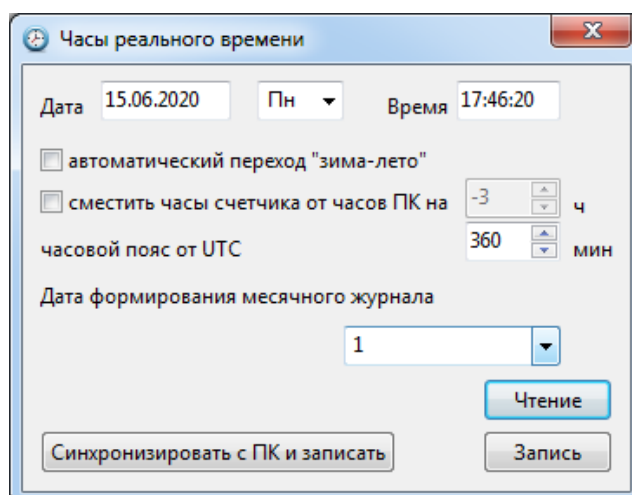 Часы реального времени
Дата 15.06.2020 Пн Время 17:46:20
автоматический переход "зима-лето"
сместить часы счетчика от часов ПК на -3 ч
часовой пояс от UTC 360 мин
Дата формирования месячного журнала
1
Чтение
Синхронизировать с ПК и записать Запись